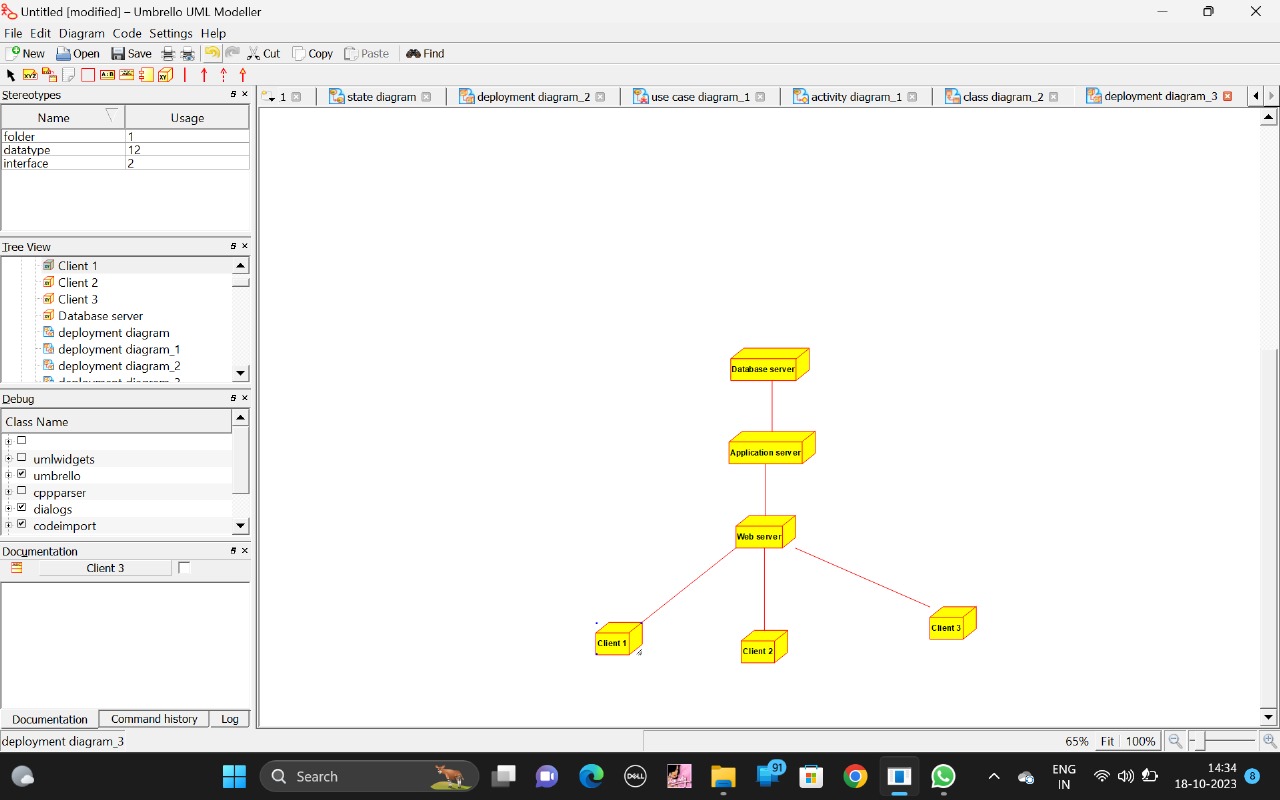 Untitled [modified] – Umbrello UML Modeller
File Edit Diagram Code Settings Help
New Open Save Cut Copy Paste Find
Stereotypes
1 state diagram deployment diagram_2 use case diagram_1 activity diagram_1 class diagram_2 deployment diagram_3
Name Usage
folder 1
datatype 12
interface 2
Tree View
Client 1
Client 2
Client 3
Database server
deployment diagram
deployment diagram_1
deployment diagram_2
Debug
Class Name
umlwidgets
umbrello
cppparser
dialogs
codeimport
Documentation
Client 3
Documentation Command history Log
Database server
Application server
Web server
Client 1
Client 2
Client 3
deployment diagram_3
65% Fit 100%
Search
DELL
91
ENG
IN
14:34
18-10-2023
8